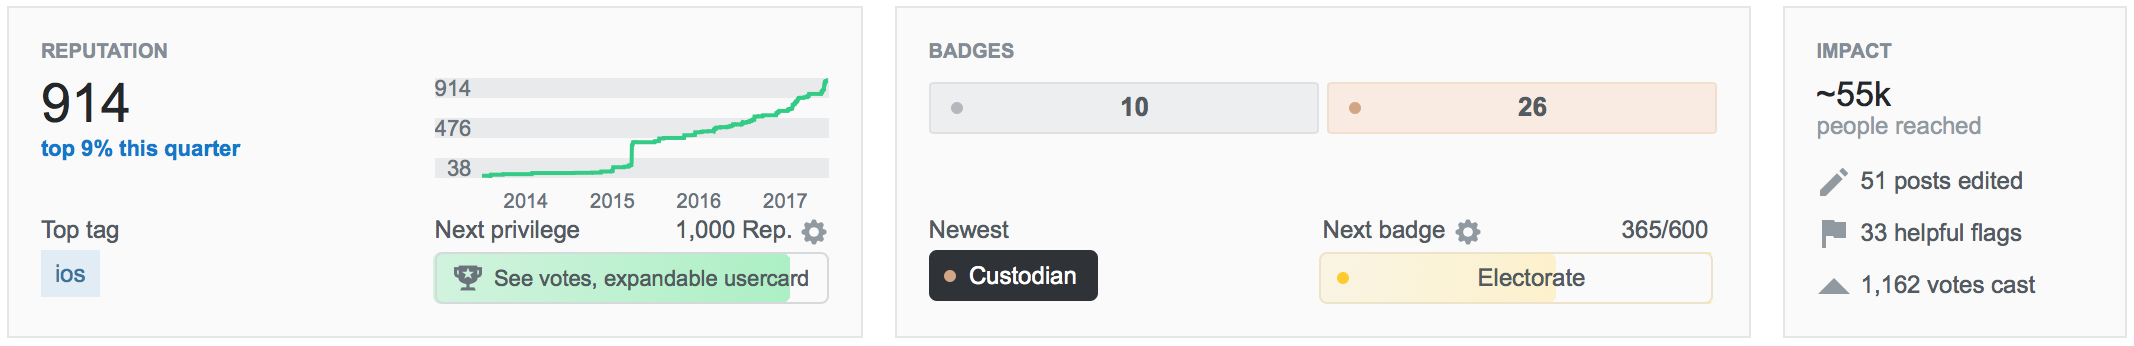 REPUTATION
914
top 9% this quarter
914
476
38
2014 2015 2016 2017
Top tag
ios
Next privilege 1,000 Rep.
See votes, expandable usercard
BADGES
10 26
Newest
Custodian
Next badge 365/600
Electorate
IMPACT
~55k
people reached
51 posts edited
33 helpful flags
1,162 votes cast